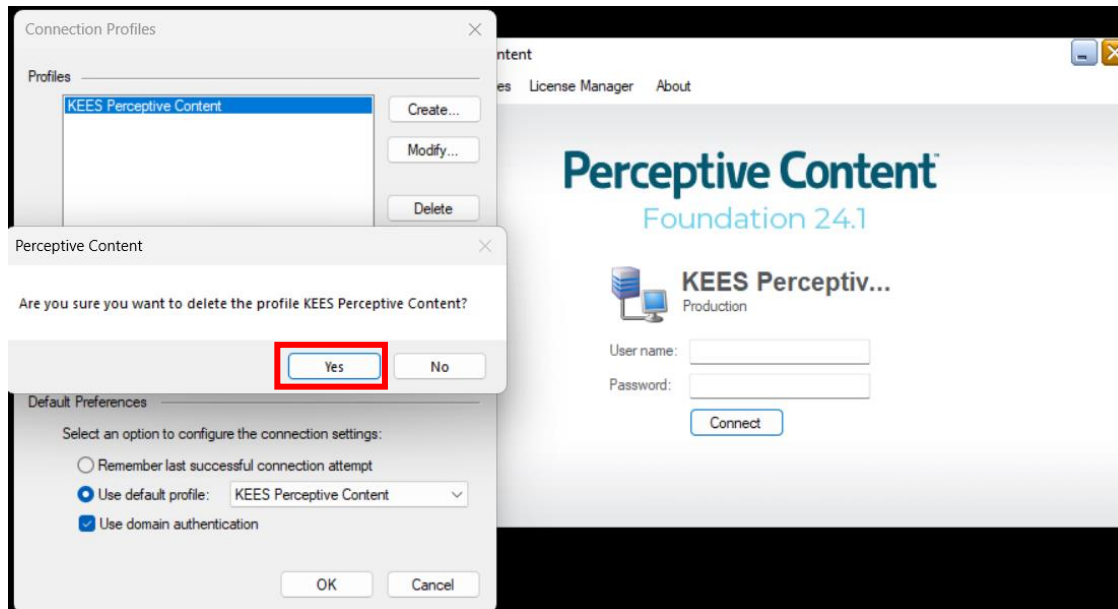 Connection Profiles
Profiles
KEES Perceptive Content
Create...
Modify...
Delete
Perceptive Content
Are you sure you want to delete the profile KEES Perceptive Content?
Yes
No
Default Preferences
Select an option to configure the connection settings:
Remember last successful connection attempt
Use default profile:
KEES Perceptive Content
Use domain authentication
OK
Cancel
License Manager
About
Perceptive Content
Foundation 24.1
KEES Perceptiv...
Production
User name:
Password:
Connect